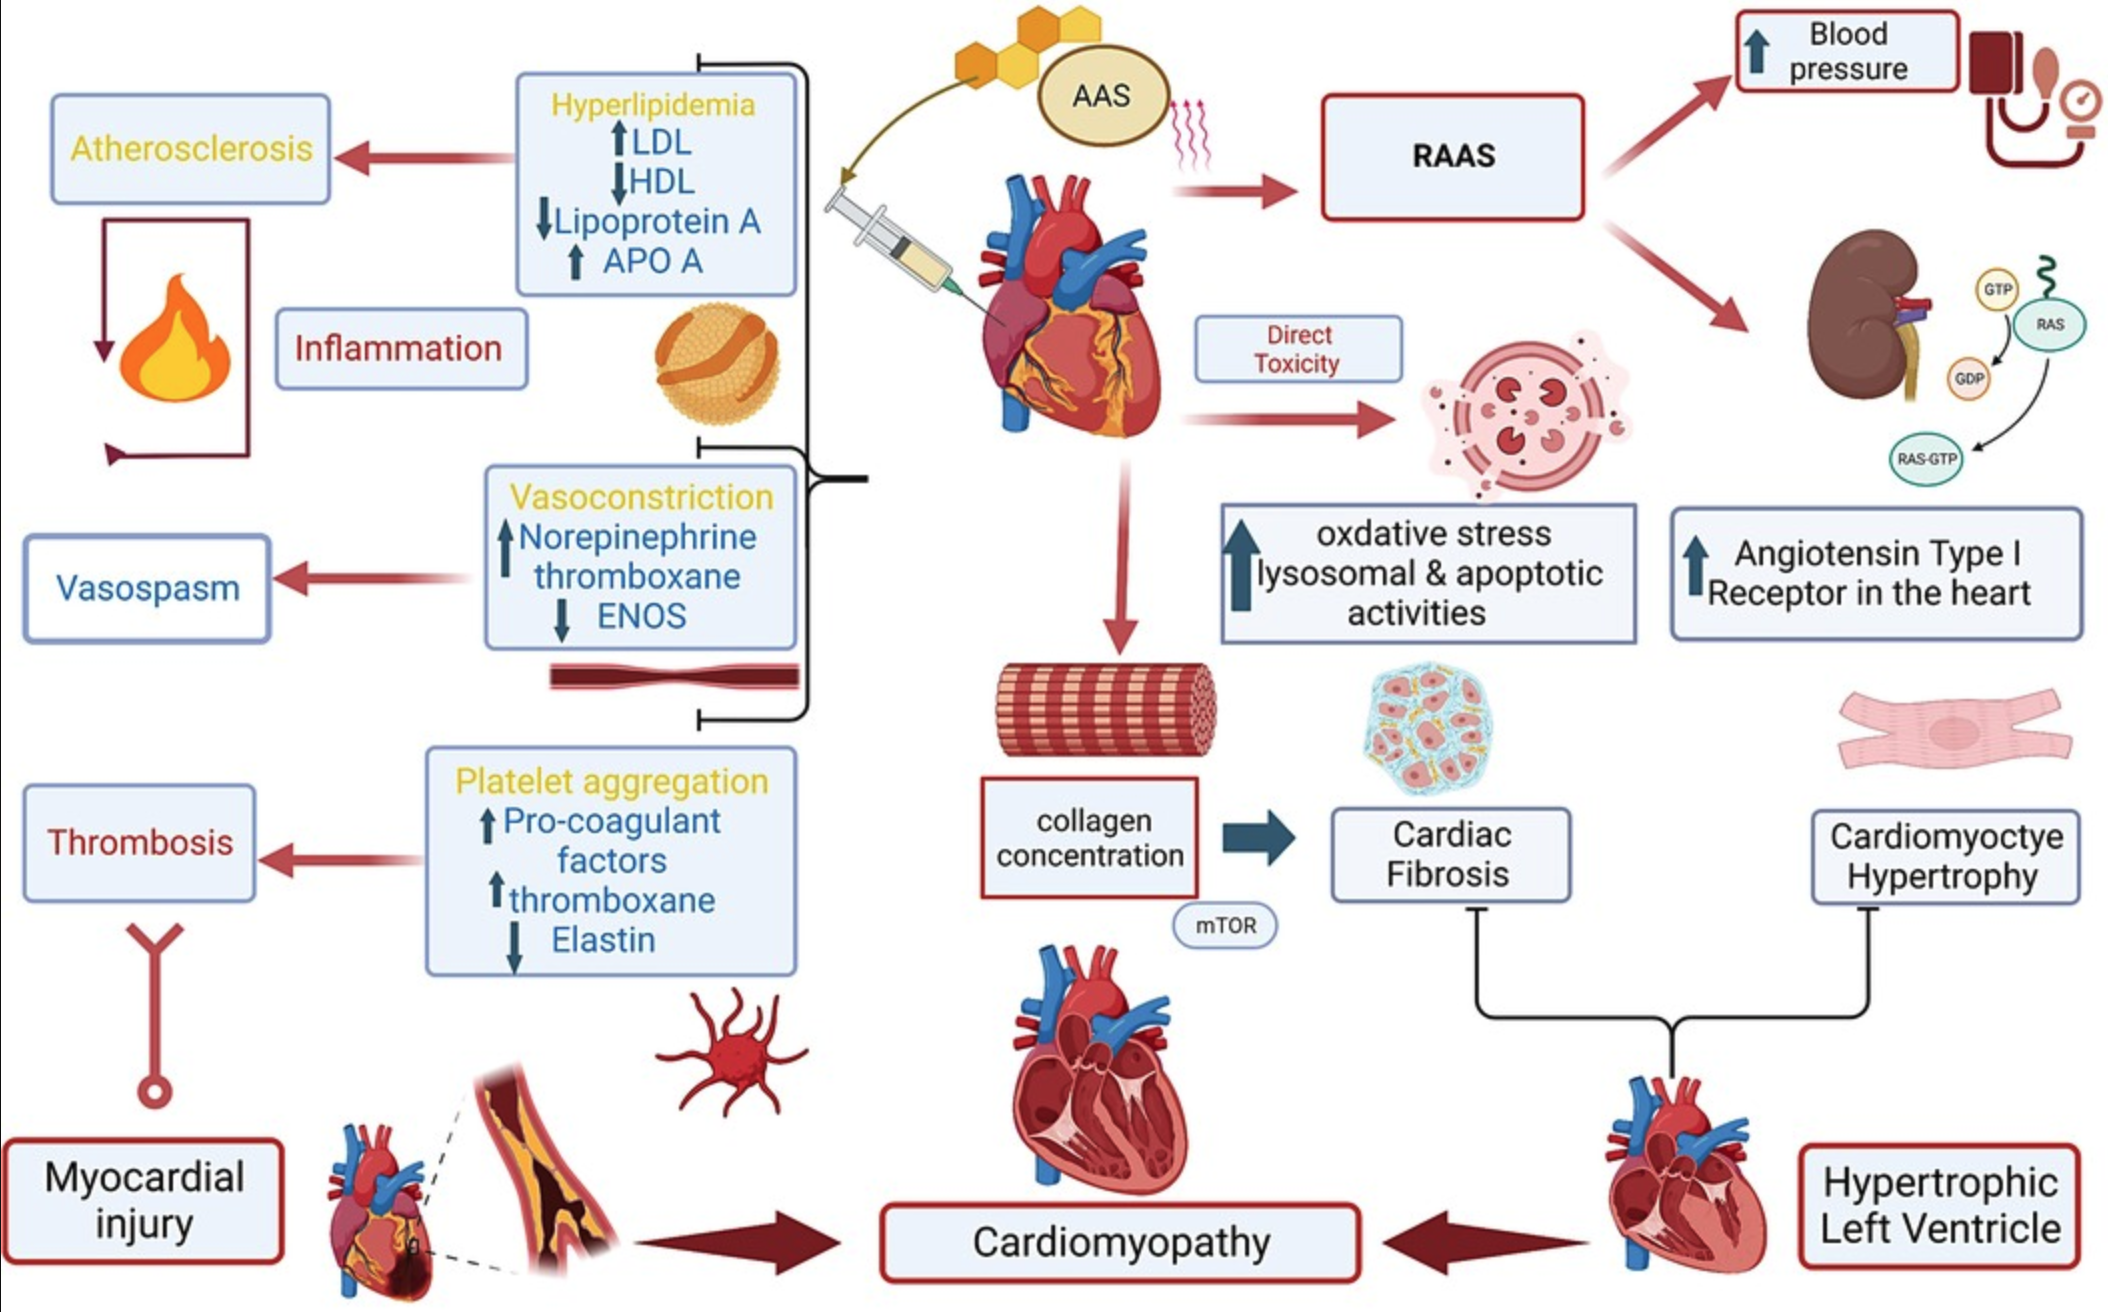 Atherosclerosis
Hyperlipidemia
LDL
HDL
Lipoprotein A
APO A
Inflammation
Vasoconstriction
Norepinephrine
thromboxane
ENOS
Vasospasm
Platelet aggregation
Pro-coagulant
factors
thromboxane
Elastin
Thrombosis
Myocardial
injury
AAS
RAAS
Blood
pressure
Direct
Toxicity
GTP
RAS
GDP
RAS-GTP
oxdative stress
lysosomal & apoptotic
activities
Angiotensin Type I
Receptor in the heart
collagen
concentration
mTOR
Cardiac
Fibrosis
Cardiomyoctye
Hypertrophy
Cardiomyopathy
Hypertrophic
Left Ventricle